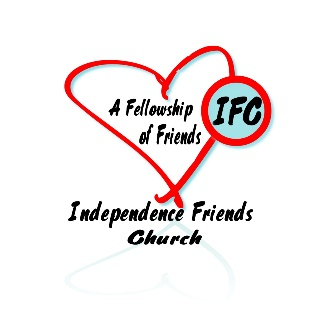 A Fellowship
of Friends
IFC
Independence Friends
Church